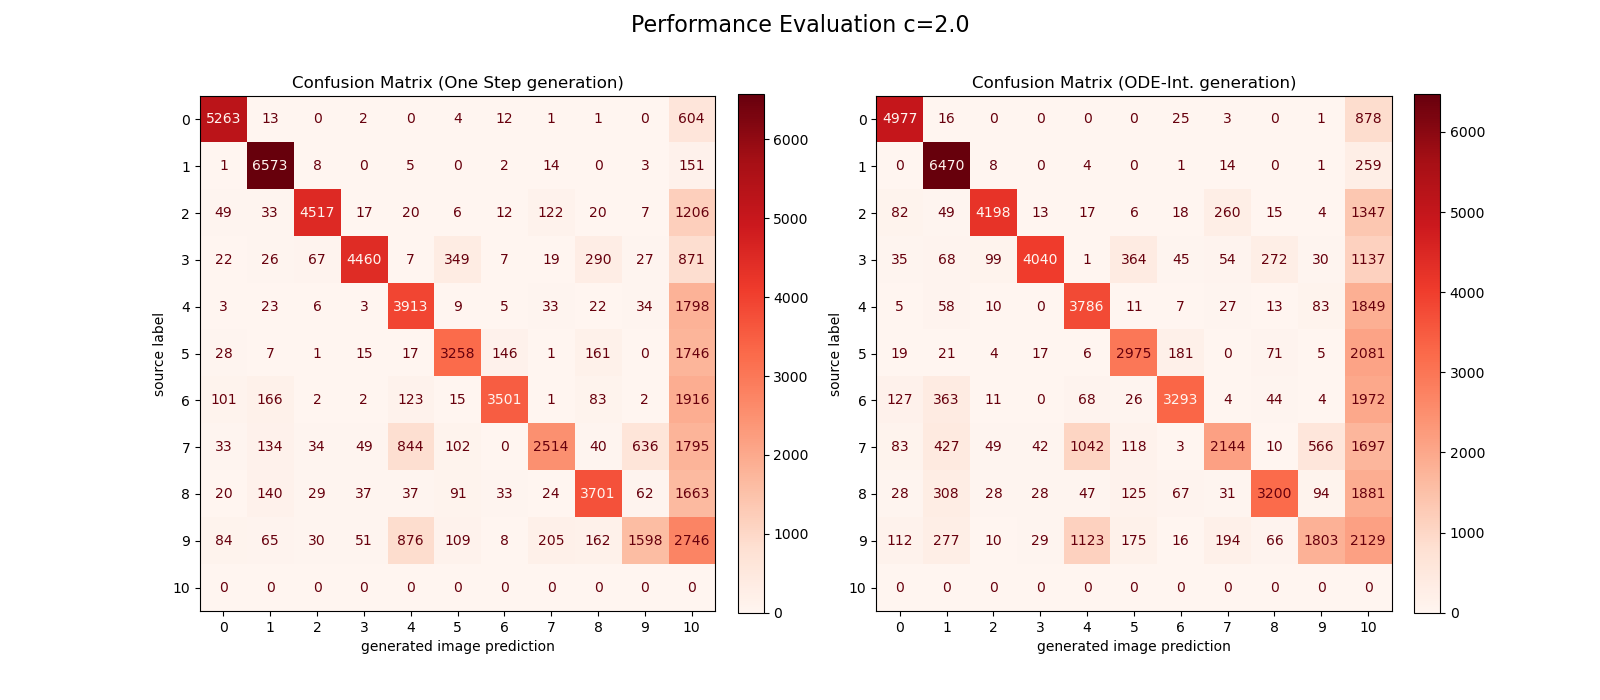 Performance Evaluation c=2.0
Confusion Matrix (One Step generation)
0 5263 13 0 2 0 4 12 1 1 0 604
1 1 6573 8 0 5 0 2 14 0 3 151
2 49 33 4517 17 20 6 12 122 20 7 1206
3 22 26 67 4460 7 349 7 19 290 27 871
4 3 23 6 3 3913 9 5 33 22 34 1798
5 28 7 1 15 17 3258 146 1 161 0 1746
6 101 166 2 2 123 15 3501 1 83 2 1916
7 33 134 34 49 844 102 0 2514 40 636 1795
8 20 140 29 37 37 91 33 24 3701 62 1663
9 84 65 30 51 876 109 8 205 162 1598 2746
10 0 0 0 0 0 0 0 0 0 0 0
0 1 2 3 4 5 6 7 8 9 10
source label
generated image prediction
6000
5000
4000
3000
2000
1000
0
Confusion Matrix (ODE-Int. generation)
0 4977 16 0 0 0 0 25 3 0 1 878
1 0 6470 8 0 4 0 1 14 0 1 259
2 82 49 4198 13 17 6 18 260 15 4 1347
3 35 68 99 4040 1 364 45 54 272 30 1137
4 5 58 10 0 3786 11 7 27 13 83 1849
5 19 21 4 17 6 2975 181 0 71 5 2081
6 127 363 11 0 68 26 3293 4 44 4 1972
7 83 427 49 42 1042 118 3 2144 10 566 1697
8 28 308 28 28 47 125 67 31 3200 94 1881
9 112 277 10 29 1123 175 16 194 66 1803 2129
10 0 0 0 0 0 0 0 0 0 0 0
0 1 2 3 4 5 6 7 8 9 10
source label
generated image prediction
6000
5000
4000
3000
2000
1000
0